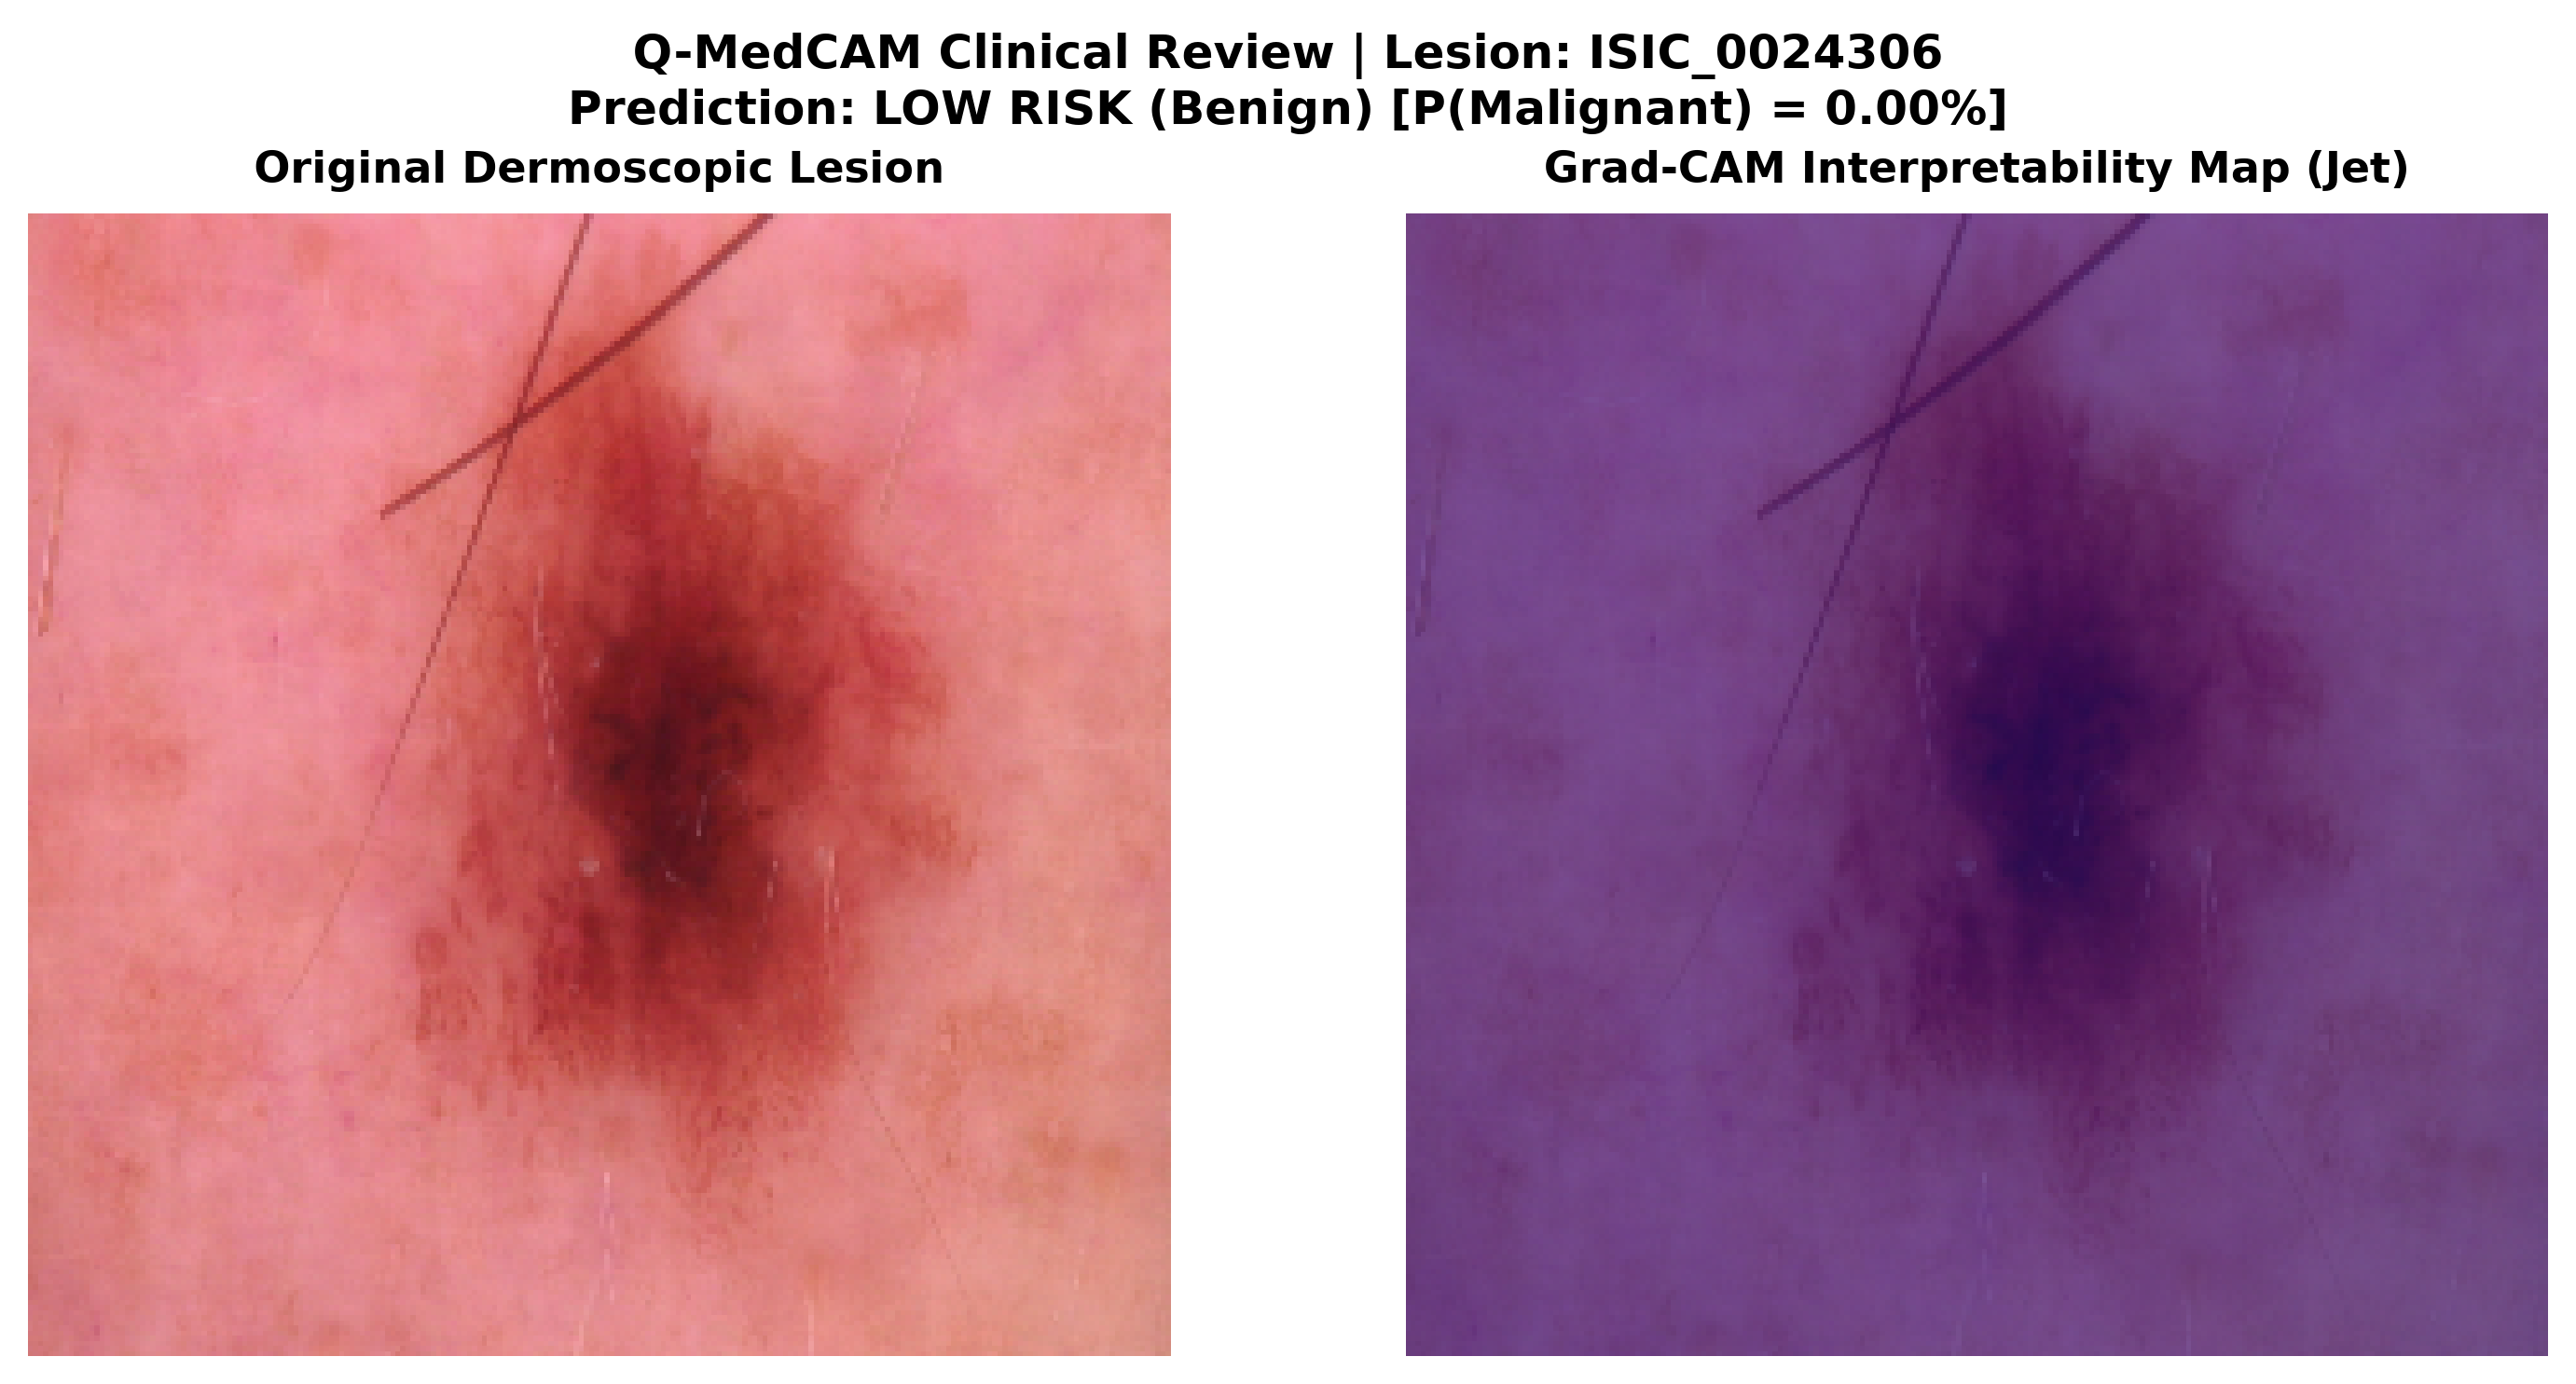 Q-MedCAM Clinical Review | Lesion: ISIC_0024306
Prediction: LOW RISK (Benign) [P(Malignant) = 0.00%]
Original Dermoscopic Lesion
Grad-CAM Interpretability Map (Jet)